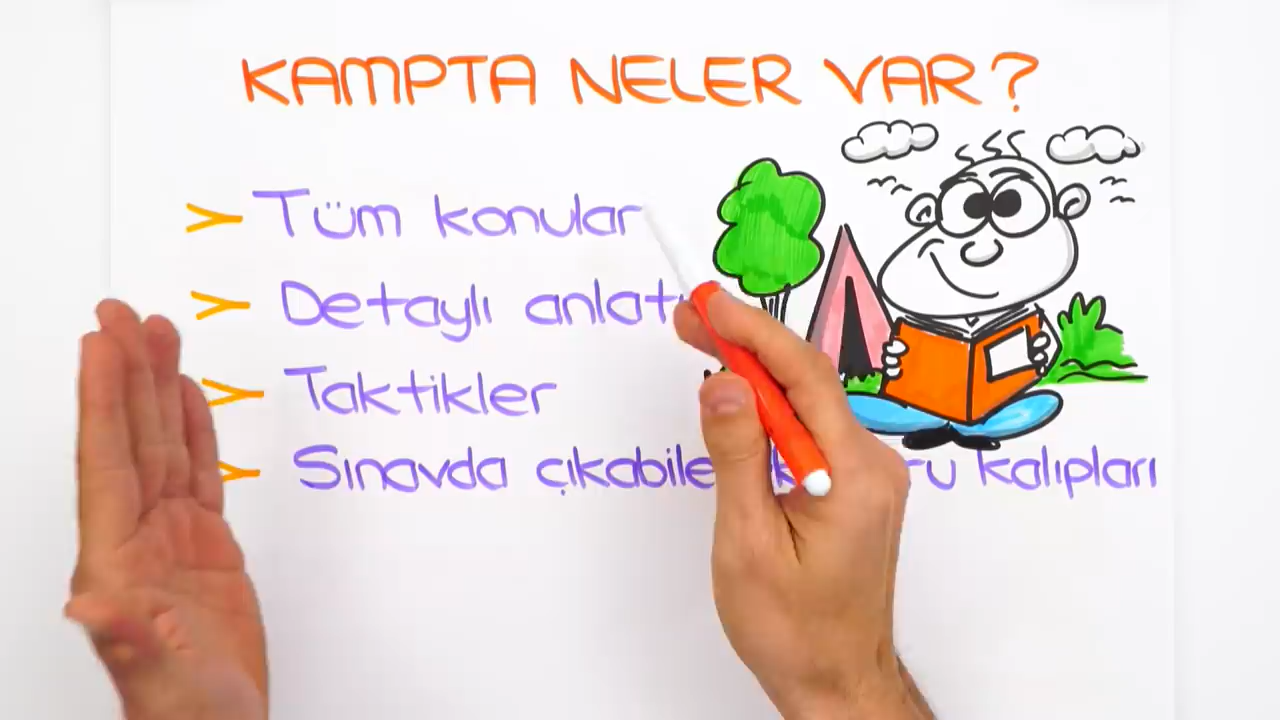 KAMPTA NELER VAR?
Tüm konular
Detaylı
Taktikler
Sınavda kalıpları